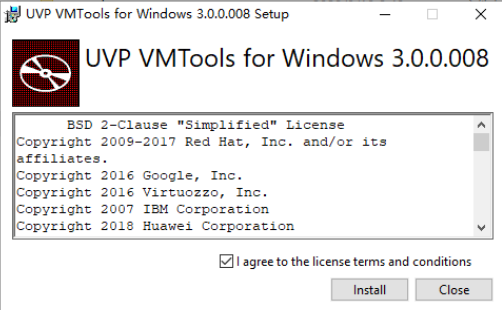 UVP VMTools for Windows 3.0.0.008 Setup
UVP VMTools for Windows 3.0.0.008
BSD 2-Clause "Simplified" License
Copyright 2009-2017 Red Hat, Inc. and/or its
affiliates.
Copyright 2016 Google, Inc.
Copyright 2016 Virtuozzo, Inc.
Copyright 2007 IBM Corporation
Copyright 2018 Huawei Corporation
I agree to the license terms and conditions
Install Close